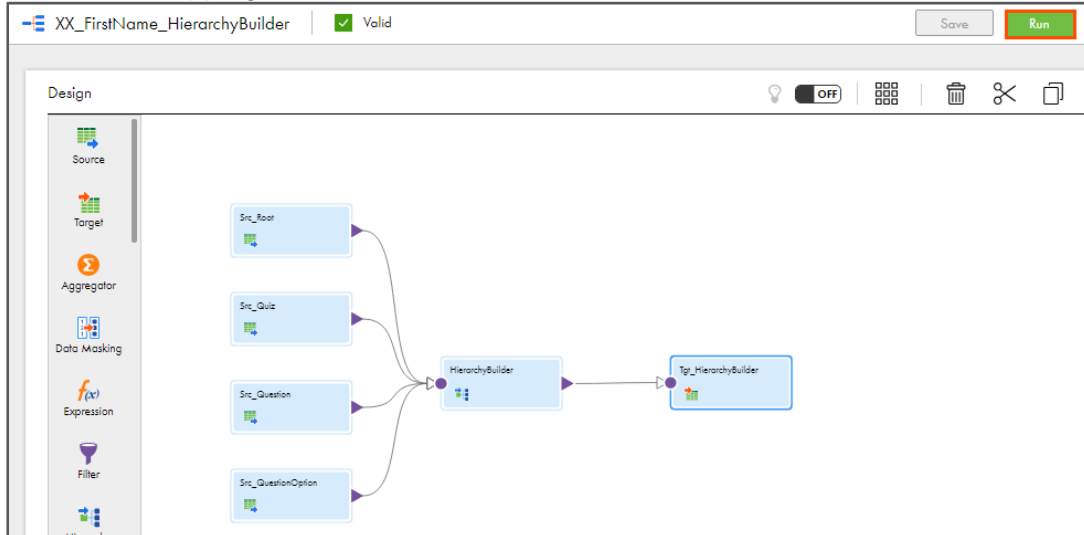 XX_FirstName_HierarchyBuilder
Valid
Save
Run
Design
OFF
Source
Target
Aggregator
Data Masking
f(x)
Expression
Filter
Src_Root
Src_Quiz
Src_Question
Src_QuestionOption
HierarchyBuilder
Tgt_HierarchyBuilder